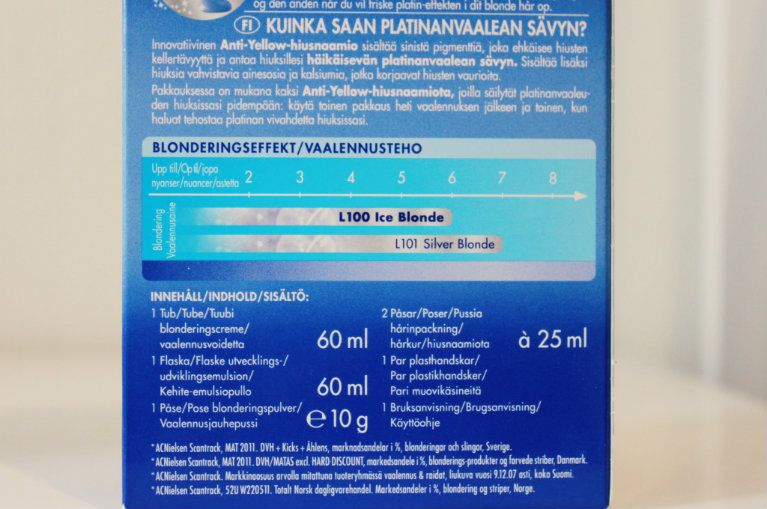 og den anden når du vil friske platin-effekten i dit blonde hår op.
FI KUINKA SAAN PLATINANVAALEAN SÄVYN?
Innovatiivinen Anti-Yellow-hiusnaamio sisältää sinistä pigmenttiä, joka ehkäisee hiusten
kellertävyyttä ja antaa hiuksillesi häikäisevän platinanvaalean sävyn. Sisältää lisäksi
hiuksia vahvistavia ainesosia ja kalsiumia, jotka korjaavat hiusten vaurioita.
Pakkauksessa on mukana kaksi Anti-Yellow-hiusnaamiota, joilla säilytät platinanvaaleu-
den hiuksissasi pidempään: käytä toinen pakkaus heti vaalennuksen jälkeen ja toinen, kun
haluat tehostaa platinan vivahdetta hiuksissasi.
BLONDERINGSEFFEKT/VAALENNUSTEHO
Upp till/Op til/jopa
nyanser/nuancer/astetta 2 3 4 5 6 7 8
Blondering
Vaalennusaine
L100 Ice Blonde
L101 Silver Blonde
INNEHÅLL/INDHOLD/SISÄLTÖ:
1 Tub/Tube/Tuubi
blonderingscreme/
vaalennusvoidetta 60 ml
1 Flaska/Flaske utvecklings-/
udviklingsemulsion/
Kehite-emulsiopullo 60 ml
1 Påse/Pose blonderingspulver/
Vaalennusjauhepussi ℮ 10 g
2 Påsar/Poser/Pussia
hårinpackning/
hårkur/hiusnaamiota à 25 ml
1 Par plasthandskar/
Par plastikhandsker/
Pari muovikäsineitä
1 Bruksanvisning/Brugsanvisning/
Käyttöohje
*ACNielsen Scantrack, MAT 2011. DVH + Kicks + Åhlens, marknadsandelar i %, blonderingar och slingor, Sverige.
*ACNielsen Scantrack, MAT 2011. DVH/MATAS excl. HARD DISCOUNT, markedsandele i %, blonderings-produkter og farvede striber, Danmark.
*ACNielsen Scantrack. Markkinaosuus arvolla mitattuna tuoteryhmässä vaalennus & raidat, liukuva vuosi 9.12.07 asti, koko Suomi.
*ACNielsen Scantrack, 52U W220511. Totalt Norsk dagligvarehandel. Markedsandeler i %, blondering og striper, Norge.